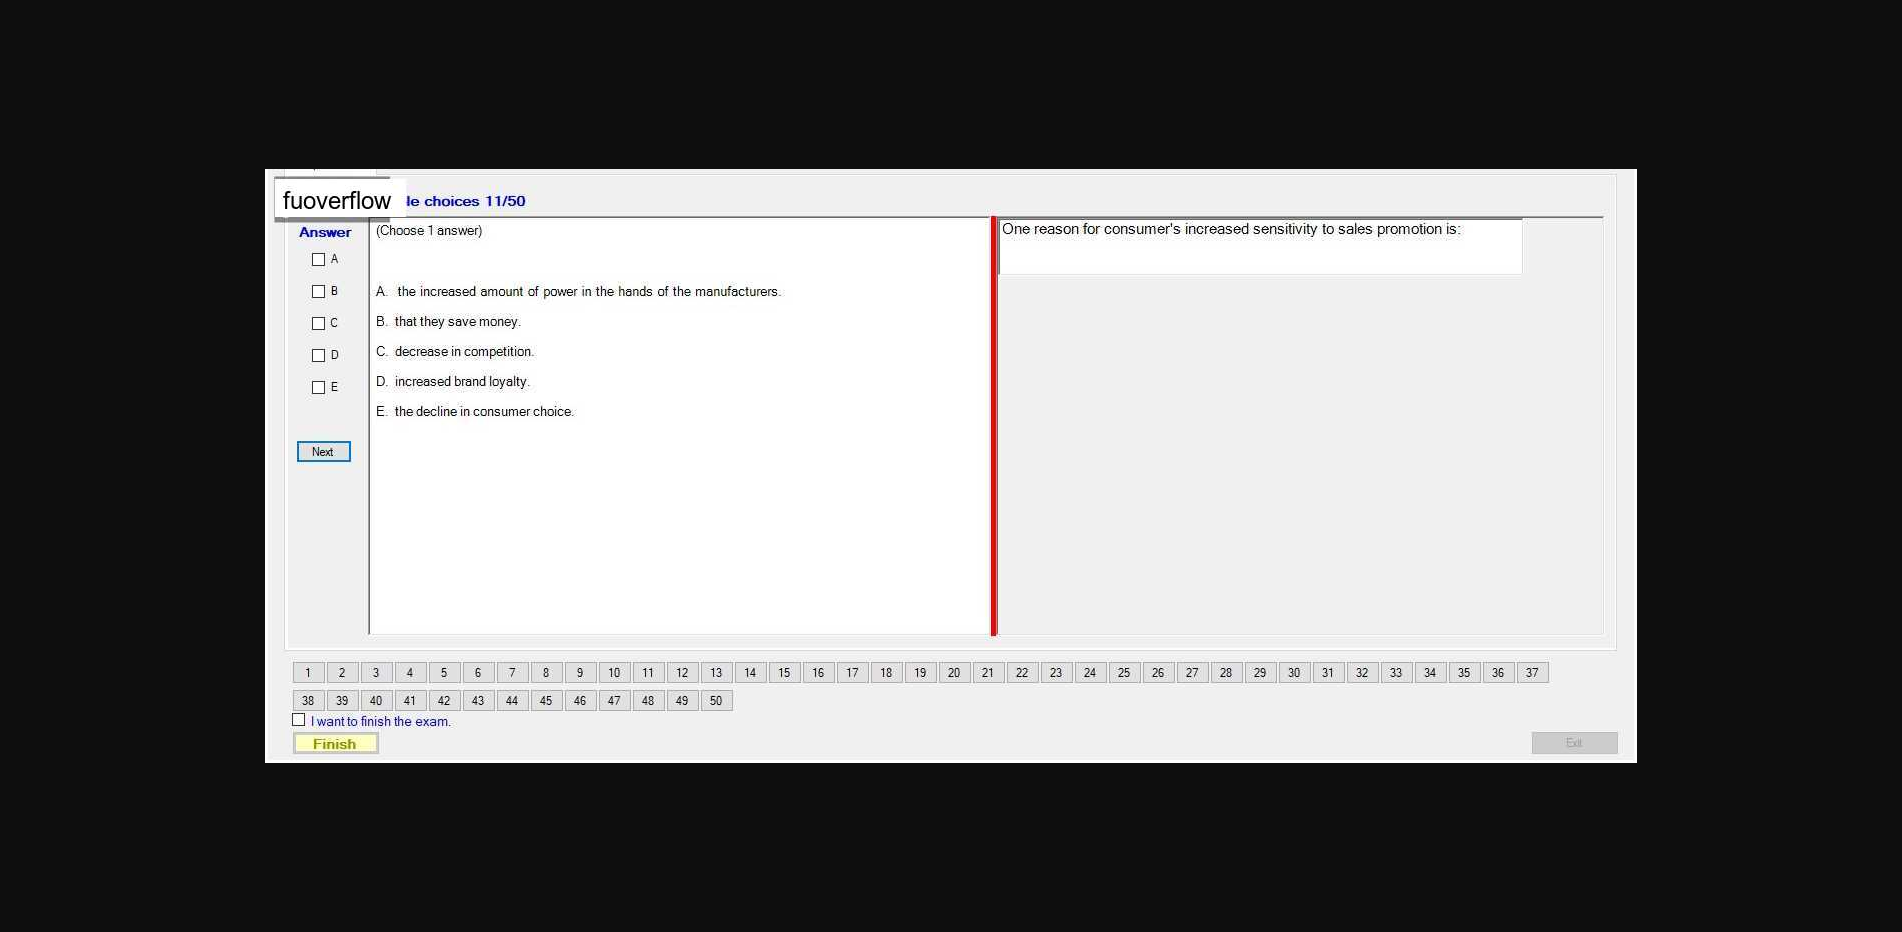 fuoverflow
le choices 11/50
Answer
(Choose 1 answer)
One reason for consumer's increased sensitivity to sales promotion is:
A
B
C
D
E
A. the increased amount of power in the hands of the manufacturers.
B. that they save money.
C. decrease in competition.
D. increased brand loyalty.
E. the decline in consumer choice.
Next
1 2 3 4 5 6 7 8 9 10 11 12 13 14 15 16 17 18 19 20 21 22 23 24 25 26 27 28 29 30 31 32 33 34 35 36 37
38 39 40 41 42 43 44 45 46 47 48 49 50
I want to finish the exam.
Finish
Exit